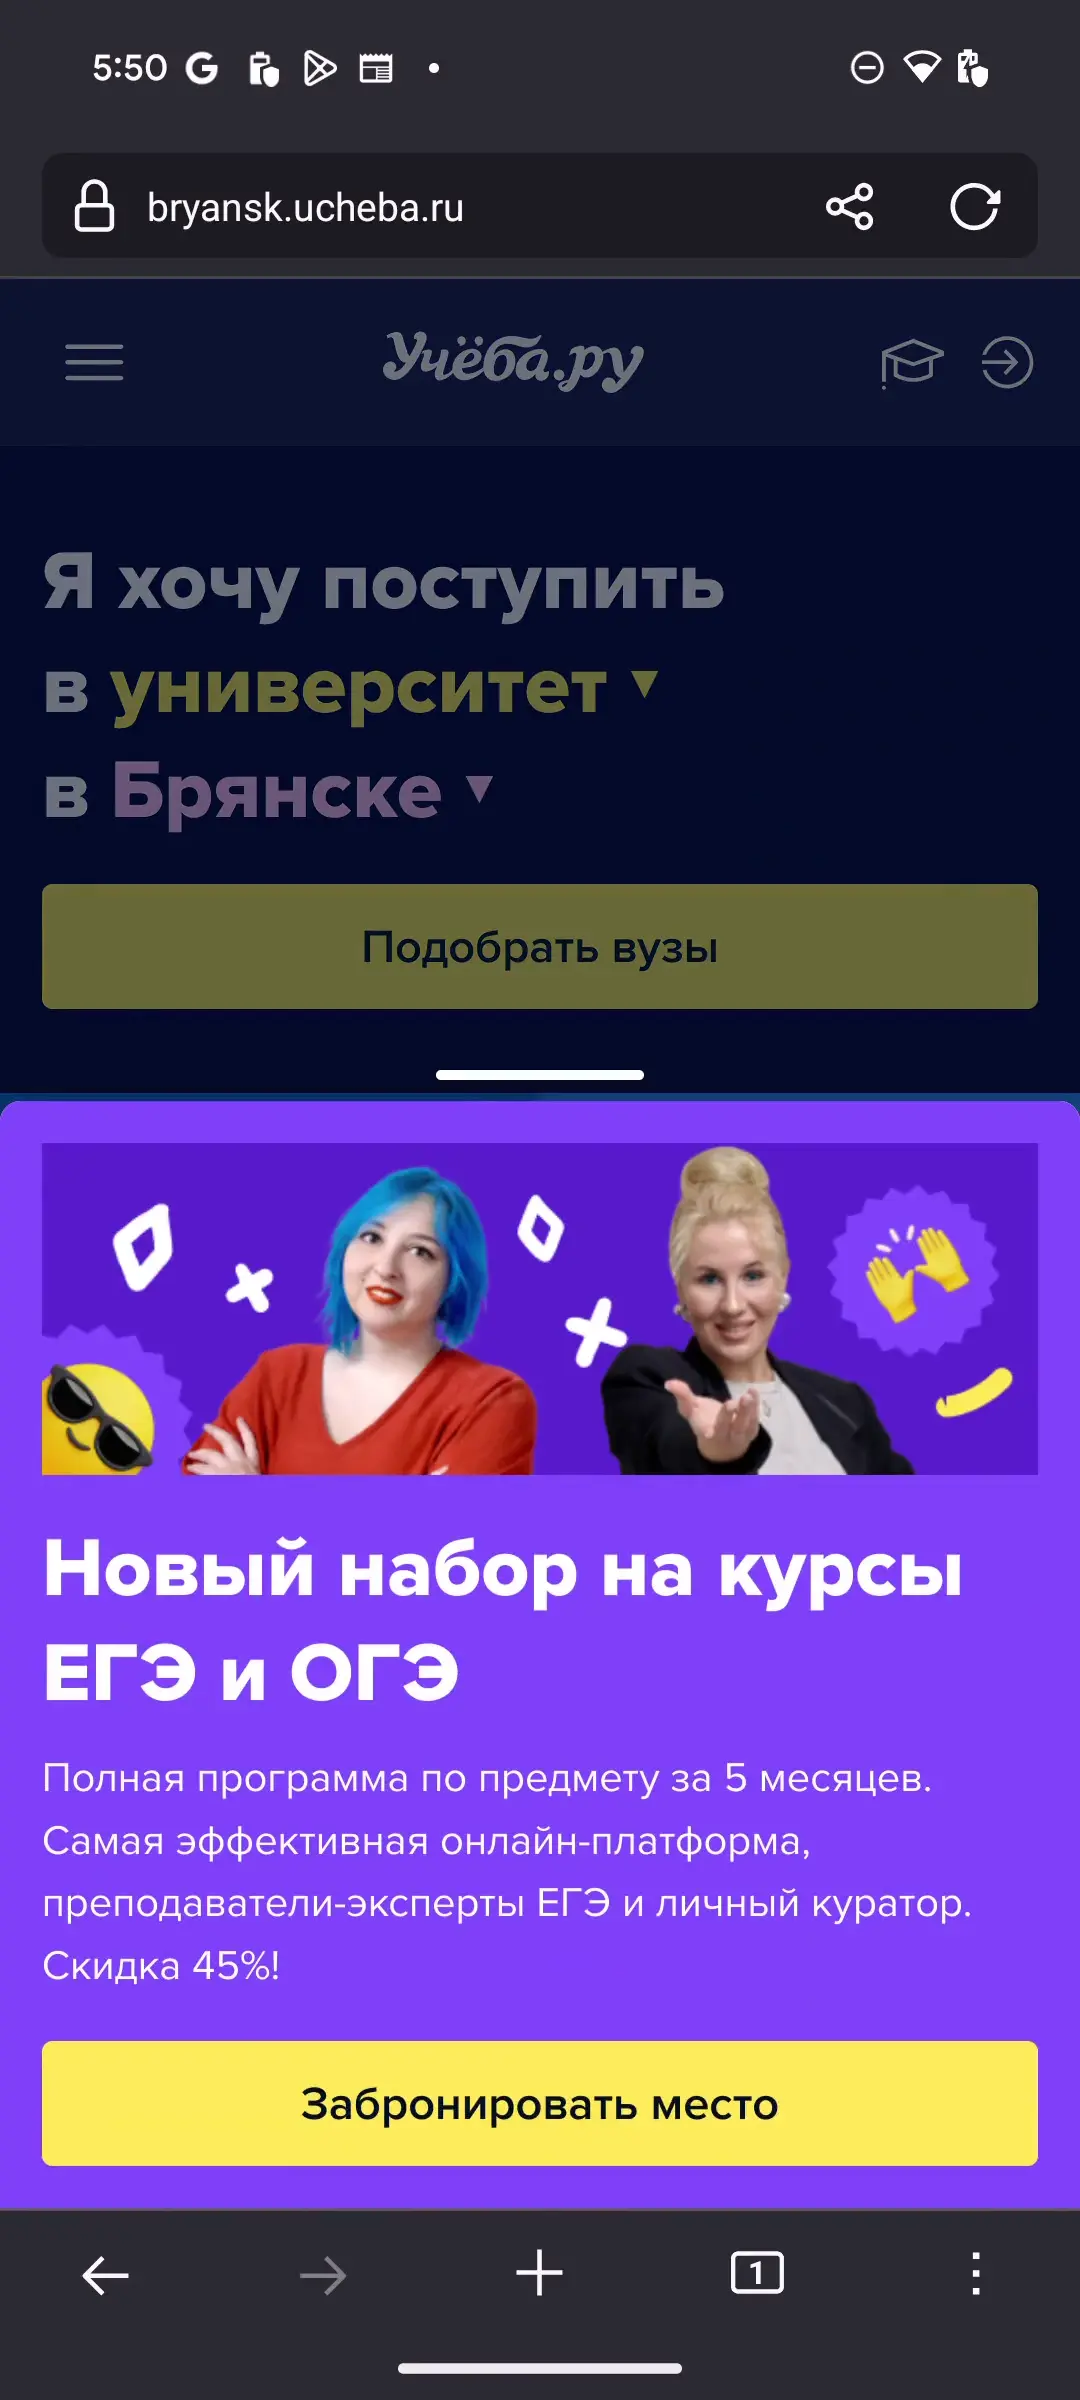 5:50
bryansk.ucheba.ru
Учёба.ру
Я хочу поступить
в университет
в Брянске
Подобрать вузы
Новый набор на курсы
ЕГЭ и ОГЭ
Полная программа по предмету за 5 месяцев.
Самая эффективная онлайн-платформа,
преподаватели-эксперты ЕГЭ и личный куратор.
Скидка 45%!
Забронировать место
1